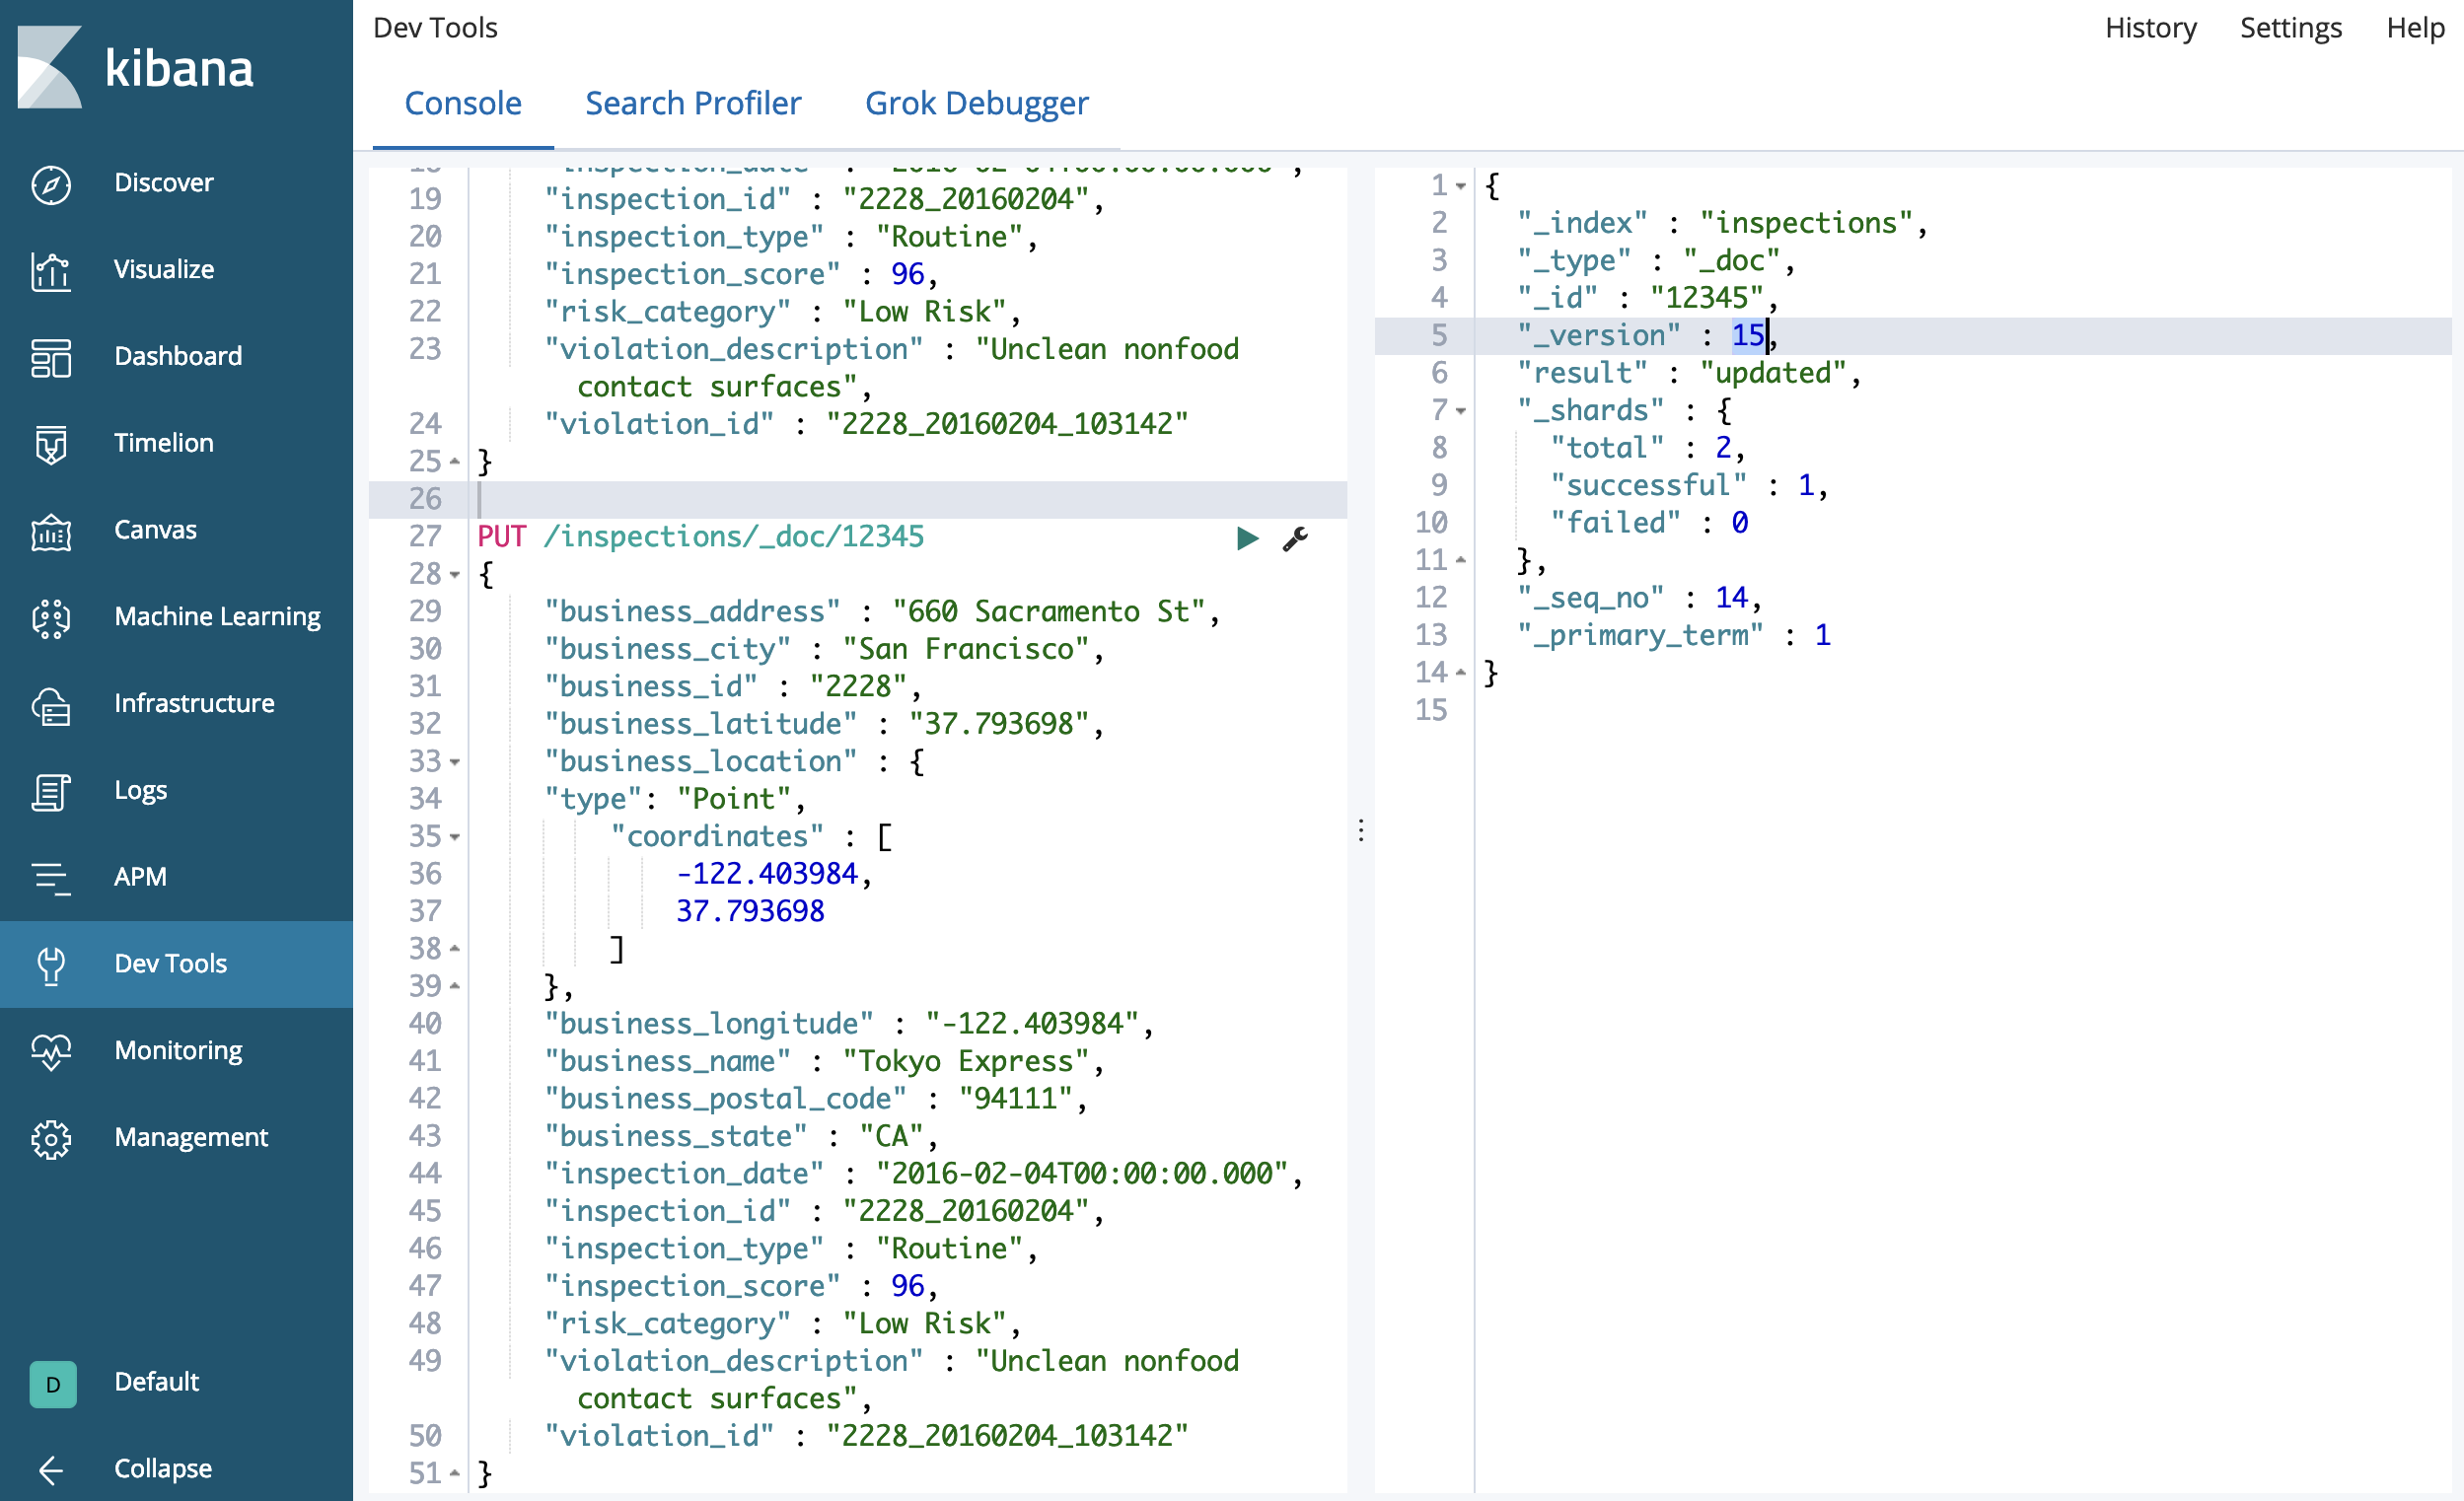 kibana
Discover
Visualize
Dashboard
Timelion
Canvas
Machine Learning
Infrastructure
Logs
APM
Dev Tools
Monitoring
Management
D
Default
Collapse
Dev Tools
History Settings Help
Console Search Profiler Grok Debugger
18 "inspection_date" : "2016-02-04T00:00:00.000",
19 "inspection_id" : "2228_20160204",
20 "inspection_type" : "Routine",
21 "inspection_score" : 96,
22 "risk_category" : "Low Risk",
23 "violation_description" : "Unclean nonfood
contact surfaces",
24 "violation_id" : "2228_20160204_103142"
25 }
26
27 PUT /inspections/_doc/12345
28 {
29 "business_address" : "660 Sacramento St",
30 "business_city" : "San Francisco",
31 "business_id" : "2228",
32 "business_latitude" : "37.793698",
33 "business_location" : {
34 "type": "Point",
35 "coordinates" : [
36 -122.403984,
37 37.793698
38 ]
39 },
40 "business_longitude" : "-122.403984",
41 "business_name" : "Tokyo Express",
42 "business_postal_code" : "94111",
43 "business_state" : "CA",
44 "inspection_date" : "2016-02-04T00:00:00.000",
45 "inspection_id" : "2228_20160204",
46 "inspection_type" : "Routine",
47 "inspection_score" : 96,
48 "risk_category" : "Low Risk",
49 "violation_description" : "Unclean nonfood
contact surfaces",
50 "violation_id" : "2228_20160204_103142"
51 }
1 {
2 "_index" : "inspections",
3 "_type" : "_doc",
4 "_id" : "12345",
5 "_version" : 15,
6 "result" : "updated",
7 "_shards" : {
8 "total" : 2,
9 "successful" : 1,
10 "failed" : 0
11 },
12 "_seq_no" : 14,
13 "_primary_term" : 1
14 }
15